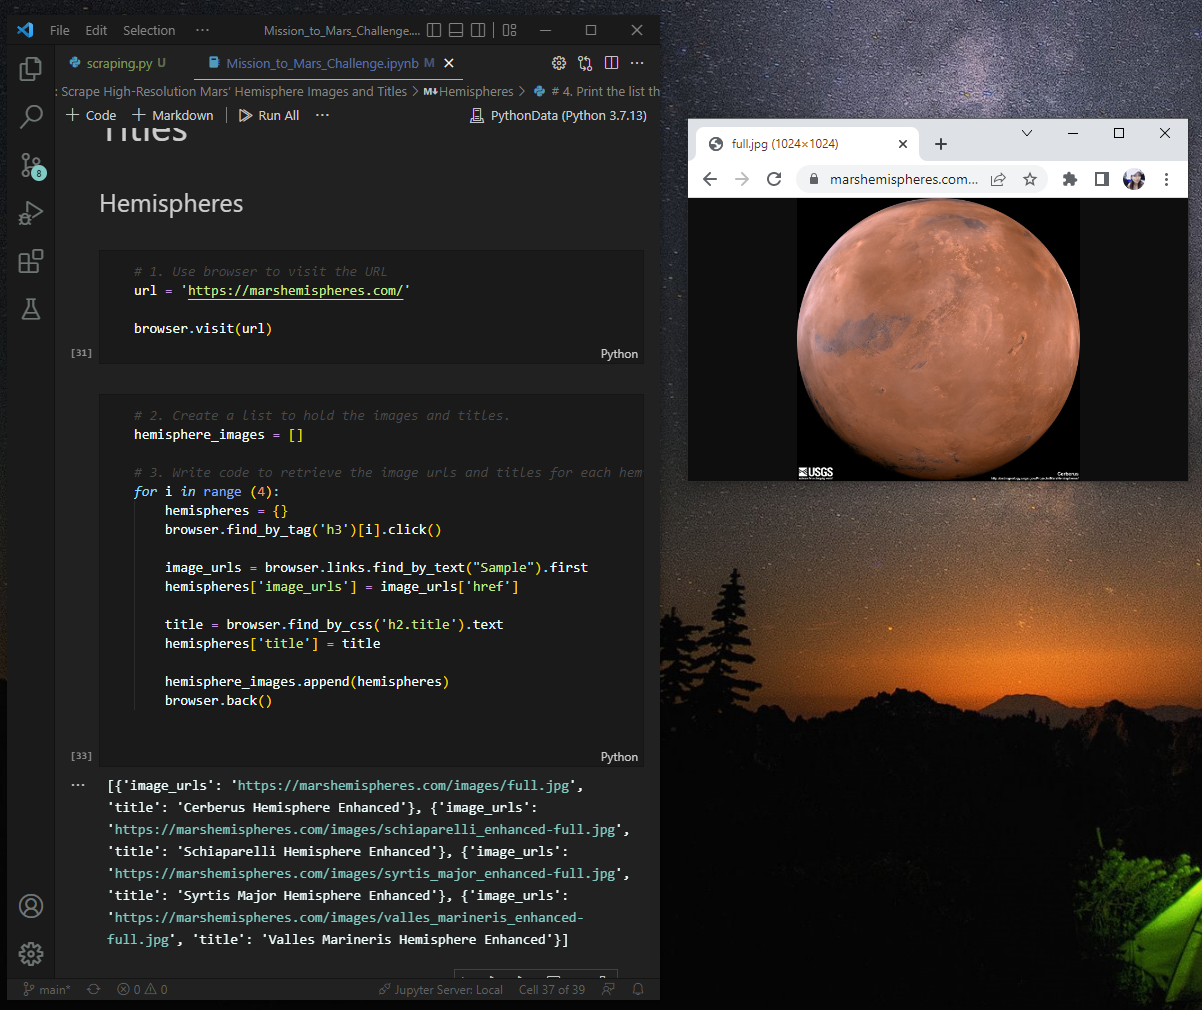 File Edit Selection ··· Mission_to_Mars_Challenge....
scraping.py U Mission_to_Mars_Challenge.ipynb M
: Scrape High-Resolution Mars' Hemisphere Images and Titles > M↓Hemispheres > # 4. Print the list th
+ Code + Markdown Run All ··· PythonData (Python 3.7.13)
Titles
Hemispheres
# 1. Use browser to visit the URL
url = 'https://marshemispheres.com/'
browser.visit(url)
[31] Python
# 2. Create a list to hold the images and titles.
hemisphere_images = []
# 3. Write code to retrieve the image urls and titles for each hem
for i in range (4):
hemispheres = {}
browser.find_by_tag('h3')[i].click()
image_urls = browser.links.find_by_text("Sample").first
hemispheres['image_urls'] = image_urls['href']
title = browser.find_by_css('h2.title').text
hemispheres['title'] = title
hemisphere_images.append(hemispheres)
browser.back()
[33] Python
··· [{'image_urls': 'https://marshemispheres.com/images/full.jpg',
'title': 'Cerberus Hemisphere Enhanced'}, {'image_urls':
'https://marshemispheres.com/images/schiaparelli_enhanced-full.jpg',
'title': 'Schiaparelli Hemisphere Enhanced'}, {'image_urls':
'https://marshemispheres.com/images/syrtis_major_enhanced-full.jpg',
'title': 'Syrtis Major Hemisphere Enhanced'}, {'image_urls':
'https://marshemispheres.com/images/valles_marineris_enhanced-
full.jpg', 'title': 'Valles Marineris Hemisphere Enhanced'}]
8
main* 0 0 Jupyter Server: Local Cell 37 of 39
full.jpg (1024×1024)
marshemispheres.com...
USGS
Cerberus